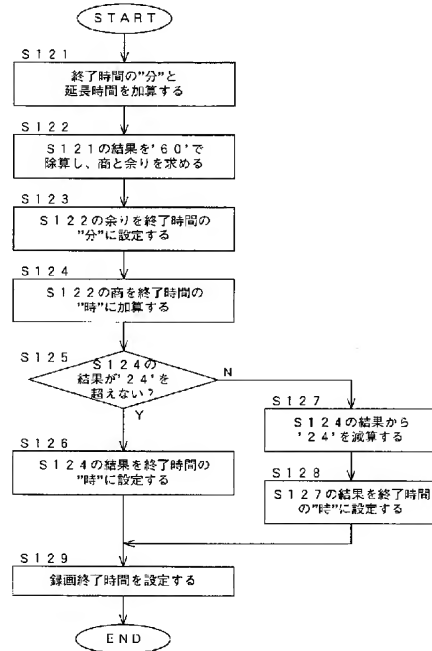 START
S121
終了時間の"分"と
延長時間を加算する
S122
S121の結果を'60'で
除算し、商と余りを求める
S123
S122の余りを終了時間の
"分"に設定する
S124
S122の商を終了時間の
"時"に加算する
S125
S124の
結果が'24'を
超えない?
N
Y
S127
S124の結果から
'24'を減算する
S126
S124の結果を終了時間の
"時"に設定する
S128
S127の結果を終了時間
の"時"に設定する
S129
録画終了時間を設定する
END